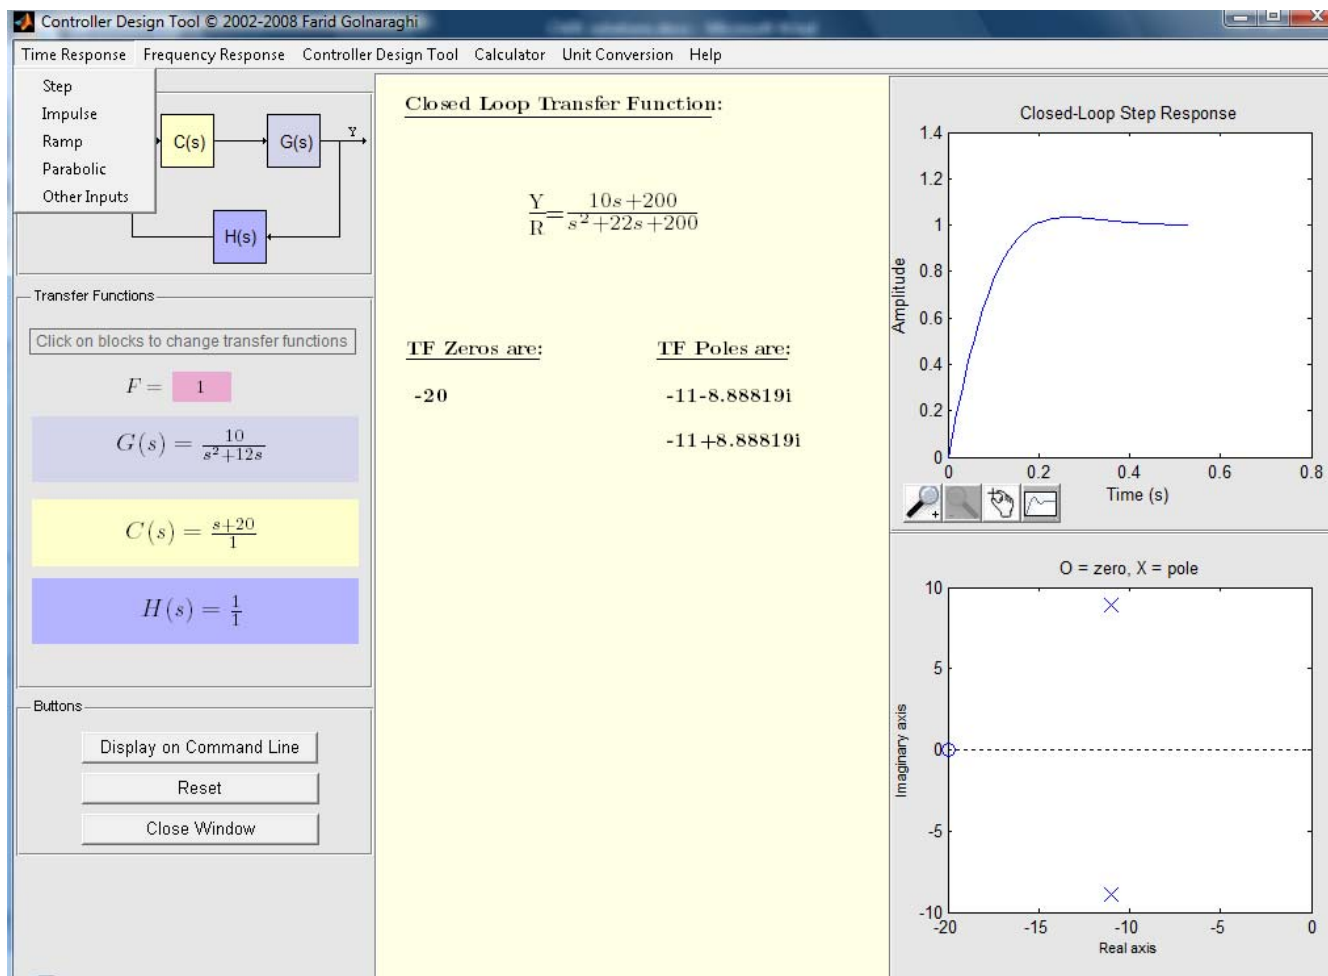 Controller Design Tool © 2002-2008 Farid Golnaraghi
Time Response Frequency Response Controller Design Tool Calculator Unit Conversion Help
Step
Impulse
Ramp
Parabolic
Other Inputs
C(s)
G(s)
Y
H(s)
Transfer Functions
Click on blocks to change transfer functions
F = 1
G(s) = 10 / s²+12s
C(s) = s+20 / 1
H(s) = 1 / 1
Buttons
Display on Command Line
Reset
Close Window
Closed Loop Transfer Function:
Y/R = 10s+200 / s²+22s+200
TF Zeros are:
-20
TF Poles are:
-11-8.88819i
-11+8.88819i
Closed-Loop Step Response
Amplitude
1.4
1.2
1
0.8
0.6
0.4
0.2
0
0 0.2 0.4 0.6 0.8
Time (s)
O = zero, X = pole
Imaginary axis
10
5
0
-5
-10
-20 -15 -10 -5 0
Real axis